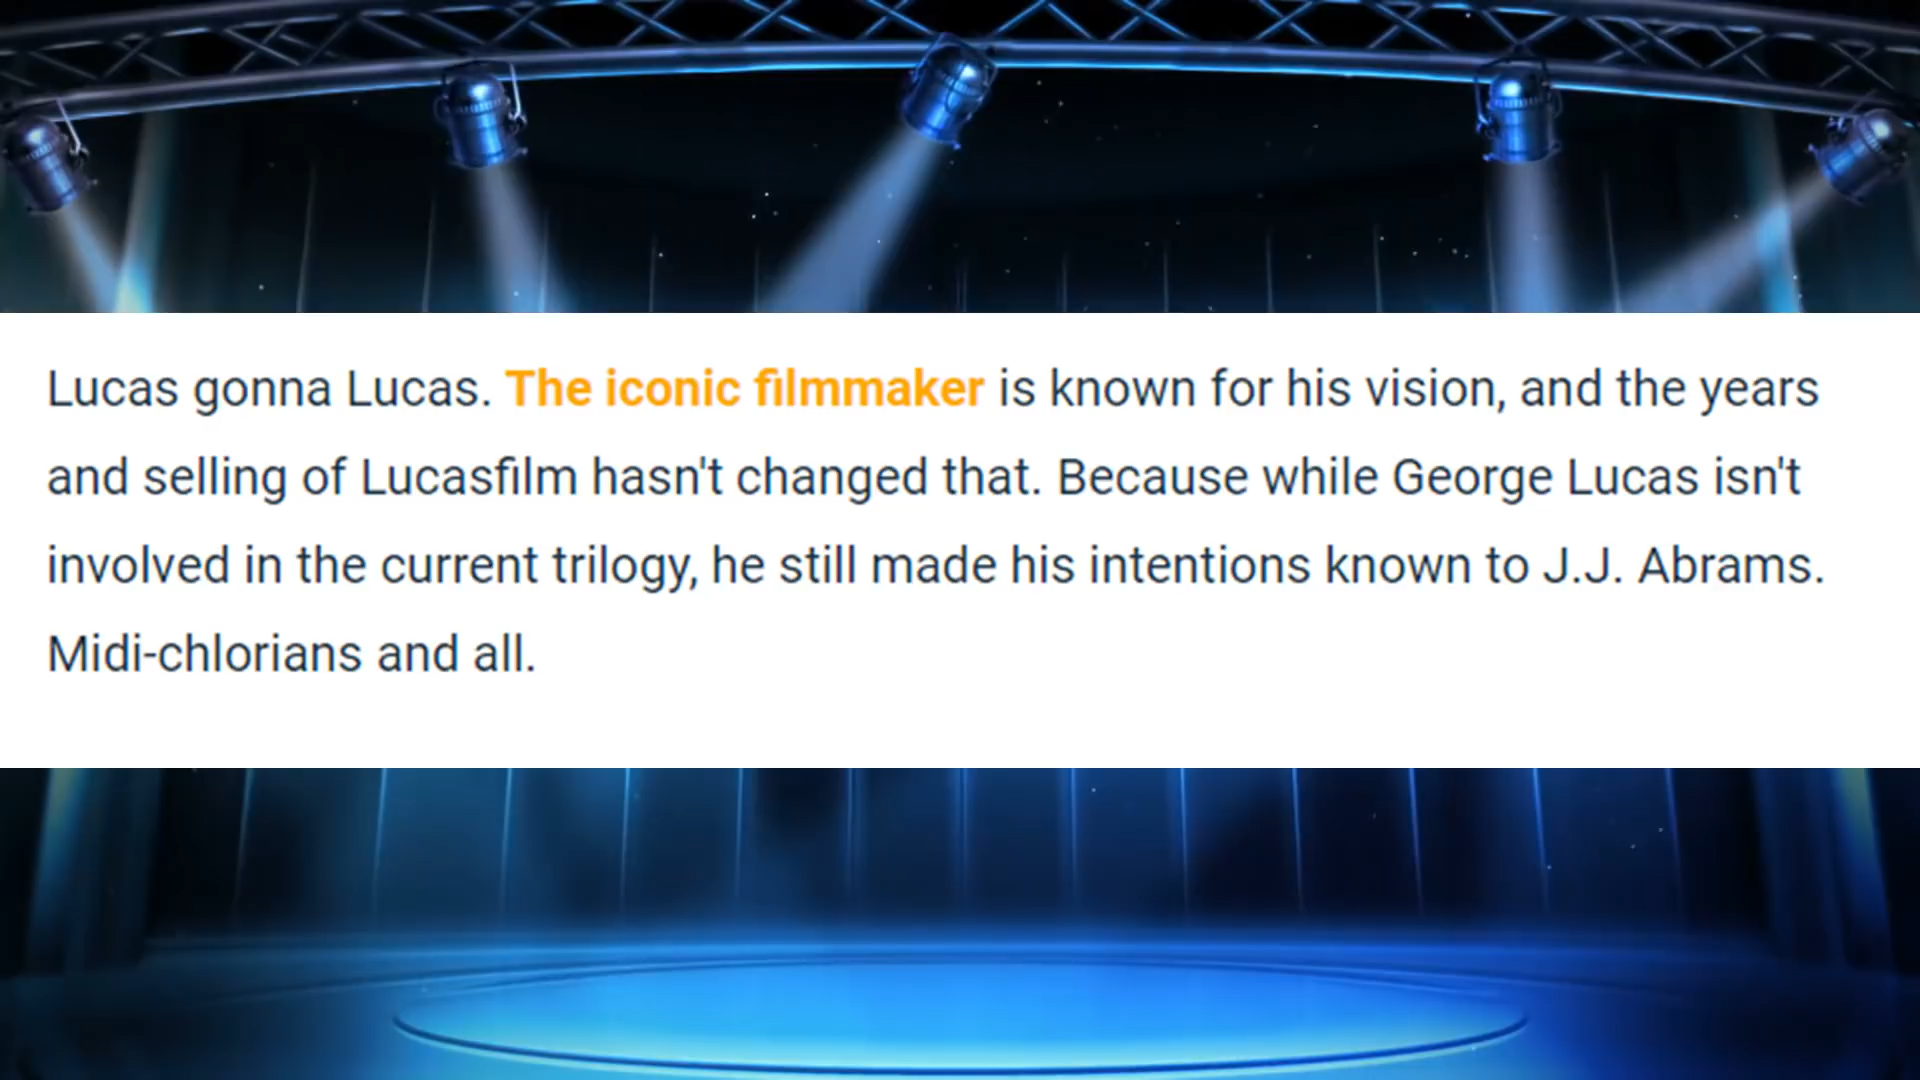 Lucas gonna Lucas. The iconic filmmaker is known for his vision, and the years
and selling of Lucasfilm hasn't changed that. Because while George Lucas isn't
involved in the current trilogy, he still made his intentions known to J.J. Abrams.
Midi-chlorians and all.